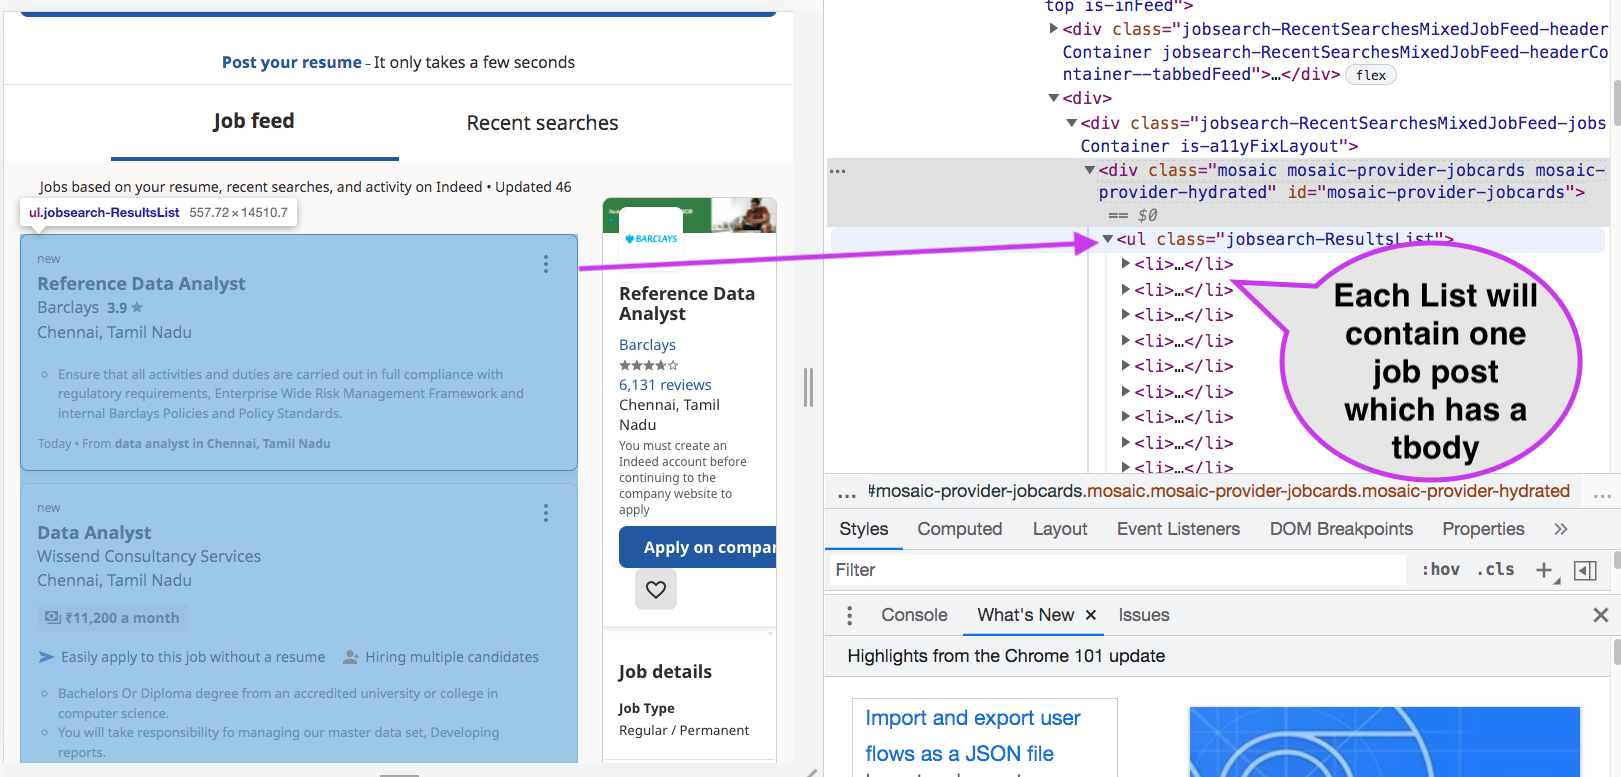 Post your resume – It only takes a few seconds
Job feed
Recent searches
Jobs based on your resume, recent searches, and activity on Indeed • Updated 46
ul.jobsearch-ResultsList 557.72 × 14510.7
new
Reference Data Analyst
Barclays 3.9 ★
Chennai, Tamil Nadu
Ensure that all activities and duties are carried out in full compliance with
regulatory requirements, Enterprise Wide Risk Management Framework and
internal Barclays Policies and Policy Standards.
Today • From data analyst in Chennai, Tamil Nadu
new
Data Analyst
Wissend Consultancy Services
Chennai, Tamil Nadu
₹11,200 a month
Easily apply to this job without a resume
Hiring multiple candidates
Bachelors Or Diploma degree from an accredited university or college in
computer science.
You will take responsibility fo managing our master data set, Developing
reports.
BARCLAYS
Reference Data
Analyst
Barclays
★★★★☆
6,131 reviews
Chennai, Tamil
Nadu
You must create an
Indeed account before
continuing to the
company website to
apply
Apply on compan
Job details
Job Type
Regular / Permanent
top is-inFeed">
▶<div class="jobsearch-RecentSearchesMixedJobFeed-header
Container jobsearch-RecentSearchesMixedJobFeed-headerCo
ntainer--tabbedFeed">…</div> flex
▼<div>
▼<div class="jobsearch-RecentSearchesMixedJobFeed-jobs
Container is-a11yFixLayout">
… ▼<div class="mosaic mosaic-provider-jobcards mosaic-
provider-hydrated" id="mosaic-provider-jobcards">
== $0
▼<ul class="jobsearch-ResultsList">
▶<li>…</li>
▶<li>…</li>
▶<li>…</li>
▶<li>…</li>
▶<li>…</li>
▶<li>…</li>
▶<li>…</li>
▶<li>…</li>
▶<li>…</li>
Each List will
contain one
job post
which has a
tbody
… #mosaic-provider-jobcards.mosaic.mosaic-provider-jobcards.mosaic-provider-hydrated …
Styles Computed Layout Event Listeners DOM Breakpoints Properties »
Filter :hov .cls +
Console What's New × Issues ×
Highlights from the Chrome 101 update
Import and export user
flows as a JSON file